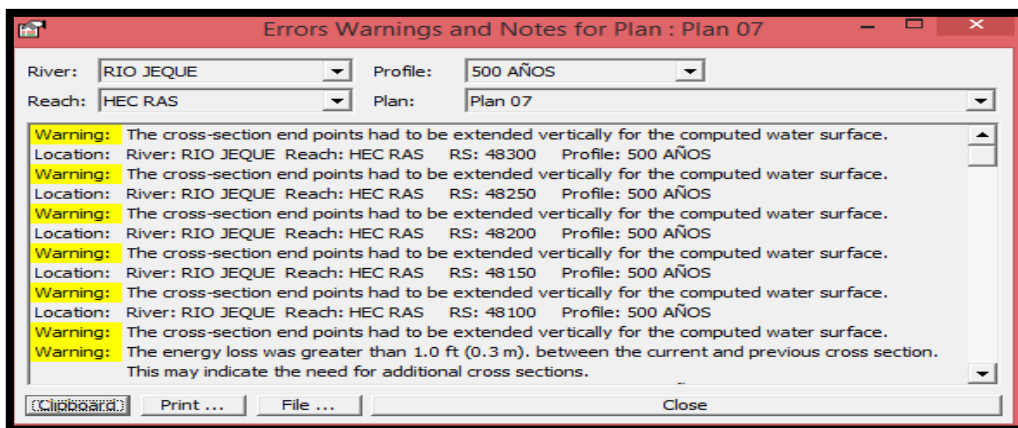 Errors Warnings and Notes for Plan : Plan 07
River: RIO JEQUE Profile: 500 AÑOS
Reach: HEC RAS Plan: Plan 07
Warning: The cross-section end points had to be extended vertically for the computed water surface.
Location: River: RIO JEQUE Reach: HEC RAS RS: 48300 Profile: 500 AÑOS
Warning: The cross-section end points had to be extended vertically for the computed water surface.
Location: River: RIO JEQUE Reach: HEC RAS RS: 48250 Profile: 500 AÑOS
Warning: The cross-section end points had to be extended vertically for the computed water surface.
Location: River: RIO JEQUE Reach: HEC RAS RS: 48200 Profile: 500 AÑOS
Warning: The cross-section end points had to be extended vertically for the computed water surface.
Location: River: RIO JEQUE Reach: HEC RAS RS: 48150 Profile: 500 AÑOS
Warning: The cross-section end points had to be extended vertically for the computed water surface.
Location: River: RIO JEQUE Reach: HEC RAS RS: 48100 Profile: 500 AÑOS
Warning: The cross-section end points had to be extended vertically for the computed water surface.
Warning: The energy loss was greater than 1.0 ft (0.3 m). between the current and previous cross section.
This may indicate the need for additional cross sections.
Clipboard Print ... File ... Close